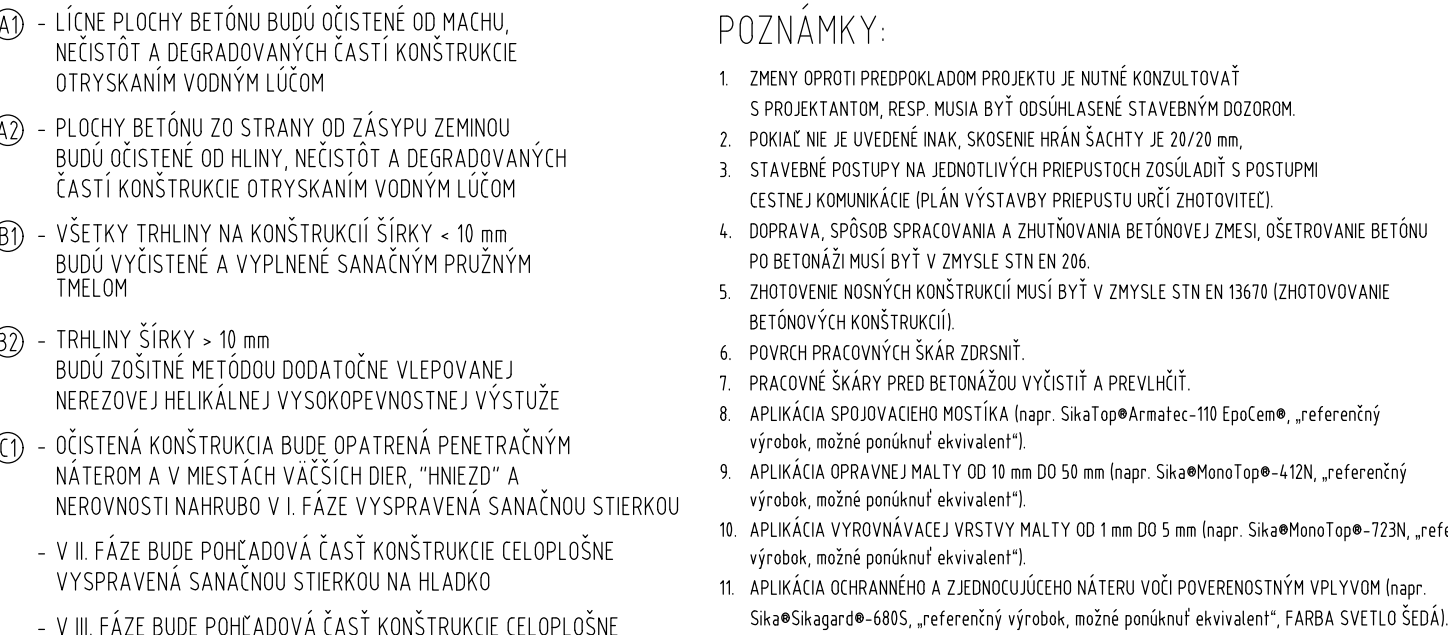 A1 - LÍCNE PLOCHY BETÓNU BUDÚ OČISTENÉ OD MACHU,
NEČISTÔT A DEGRADOVANÝCH ČASTÍ KONŠTRUKCIE
OTRYSKANÍM VODNÝM LÚČOM
A2 - PLOCHY BETÓNU ZO STRANY OD ZÁSYPU ZEMINOU
BUDÚ OČISTENÉ OD HLINY, NEČISTÔT A DEGRADOVANÝCH
ČASTÍ KONŠTRUKCIE OTRYSKANÍM VODNÝM LÚČOM
B1 - VŠETKY TRHLINY NA KONŠTRUKCIÍ ŠÍRKY < 10 mm
BUDÚ VYČISTENÉ A VYPLNENÉ SANAČNÝM PRUŽNÝM
TMELOM
B2 - TRHLINY ŠÍRKY > 10 mm
BUDÚ ZOŠITNÉ METÓDOU DODATOČNE VLEPOVANEJ
NEREZOVEJ HELIKÁLNEJ VYSOKOPEVNOSTNEJ VÝSTUŽE
C1 - OČISTENÁ KONŠTRUKCIA BUDE OPATRENÁ PENETRAČNÝM
NÁTEROM A V MIESTÁCH VÄČŠÍCH DIER, "HNIEZD" A
NEROVNOSTI NAHRUBO V I. FÁZE VYSPRAVENÁ SANAČNOU STIERKOU
- V II. FÁZE BUDE POHĽADOVÁ ČASŤ KONŠTRUKCIE CELOPLOŠNE
VYSPRAVENÁ SANAČNOU STIERKOU NA HLADKO
- V III. FÁZE BUDE POHĽADOVÁ ČASŤ KONŠTRUKCIE CELOPLOŠNE
POZNÁMKY:
1. ZMENY OPROTI PREDPOKLADOM PROJEKTU JE NUTNÉ KONZULTOVAŤ
S PROJEKTANTOM, RESP. MUSIA BYŤ ODSÚHLASENÉ STAVEBNÝM DOZOROM.
2. POKIAĽ NIE JE UVEDENÉ INAK, SKOSENIE HRÁN ŠACHTY JE 20/20 mm,
3. STAVEBNÉ POSTUPY NA JEDNOTLIVÝCH PRIEPUSTOCH ZOSÚLADIŤ S POSTUPMI
CESTNEJ KOMUNIKÁCIE (PLÁN VÝSTAVBY PRIEPUSTU URČÍ ZHOTOVITEĽ).
4. DOPRAVA, SPÔSOB SPRACOVANIA A ZHUTŇOVANIA BETÓNOVEJ ZMESI, OŠETROVANIE BETÓNU
PO BETONÁŽI MUSÍ BYŤ V ZMYSLE STN EN 206.
5. ZHOTOVENIE NOSNÝCH KONŠTRUKCIÍ MUSÍ BYŤ V ZMYSLE STN EN 13670 (ZHOTOVOVANIE
BETÓNOVÝCH KONŠTRUKCIÍ).
6. POVRCH PRACOVNÝCH ŠKÁR ZDRSNIŤ.
7. PRACOVNÉ ŠKÁRY PRED BETONÁŽOU VYČISTIŤ A PREVLHČIŤ.
8. APLIKÁCIA SPOJOVACIEHO MOSTÍKA (napr. SikaTop®Armatec-110 EpoCem®, „referenčný
výrobok, možné ponúknuť ekvivalent“).
9. APLIKÁCIA OPRAVNEJ MALTY OD 10 mm DO 50 mm (napr. Sika®MonoTop®-412N, „referenčný
výrobok, možné ponúknuť ekvivalent“).
10. APLIKÁCIA VYROVNÁVACEJ VRSTVY MALTY OD 1 mm DO 5 mm (napr. Sika®MonoTop®-723N, „refe
výrobok, možné ponúknuť ekvivalent“).
11. APLIKÁCIA OCHRANNÉHO A ZJEDNOCUJÚCEHO NÁTERU VOČI POVERENOSTNÝM VPLYVOM (napr.
Sika®Sikagard®-680S, „referenčný výrobok, možné ponúknuť ekvivalent“, FARBA SVETLO ŠEDÁ).